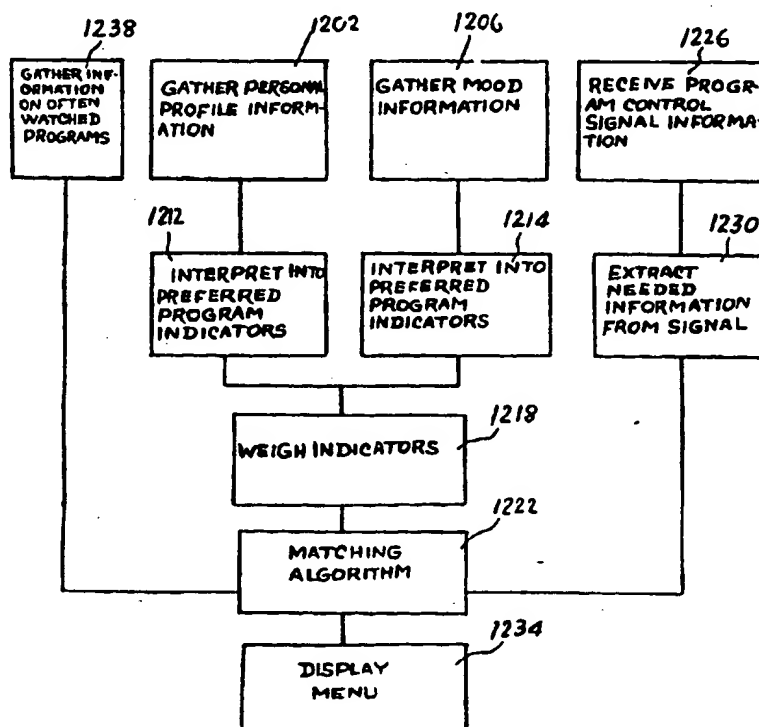 1238
1202
1206
1226
GATHER INF-
ORMATION
ON OFTEN
WATCHED
PROGRAMS
GATHER PERSONAL
PROFILE INFOR-
MATION
GATHER MOOD
INFORMATION
RECEIVE PROGR-
AM CONTROL
SIGNAL INFORMA-
TION
1212
1214
1230
INTERPRET INTO
PREFERRED
PROGRAM
INDICATORS
INTERPRET INTO
PREFERRED
PROGRAM
INDICATORS
EXTRACT
NEEDED
INFORMATION
FROM SIGNAL
1218
WEIGH INDICATORS
1222
MATCHING
ALGORITHM
1234
DISPLAY
MENU